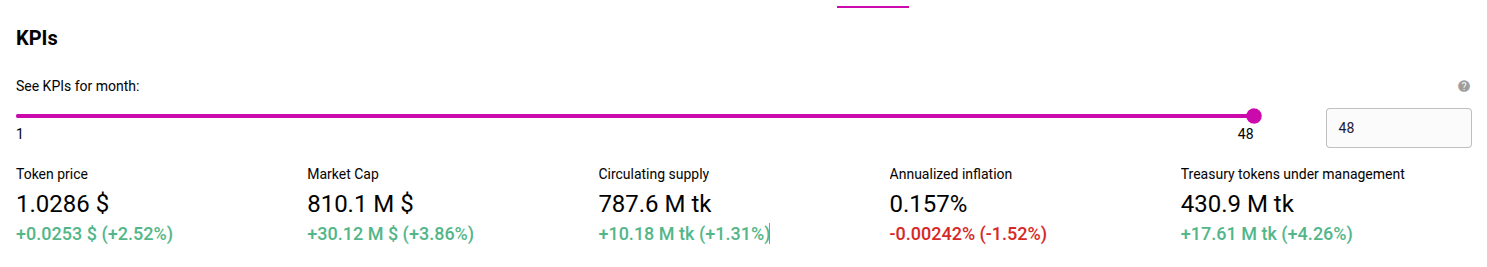 KPIs
See KPIs for month:
?
1
48
48
Token price
Market Cap
Circulating supply
Annualized inflation
Treasury tokens under management
1.0286 $
810.1 M $
787.6 M tk
0.157%
430.9 M tk
+0.0253 $ (+2.52%)
+30.12 M $ (+3.86%)
+10.18 M tk (+1.31%)
-0.00242% (-1.52%)
+17.61 M tk (+4.26%)